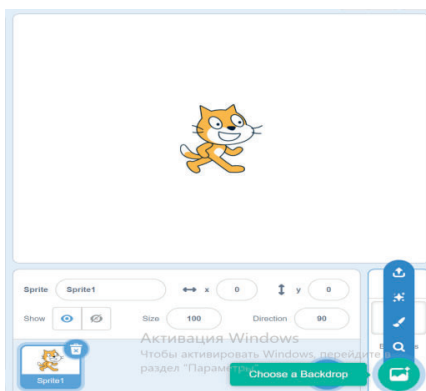 Sprite Sprite1 x 0 y 0
Show Size 100 Direction 90
Активация Windows
Чтобы активировать Windows, перейдите в
раздел
Choose a Backdrop
Sprite1